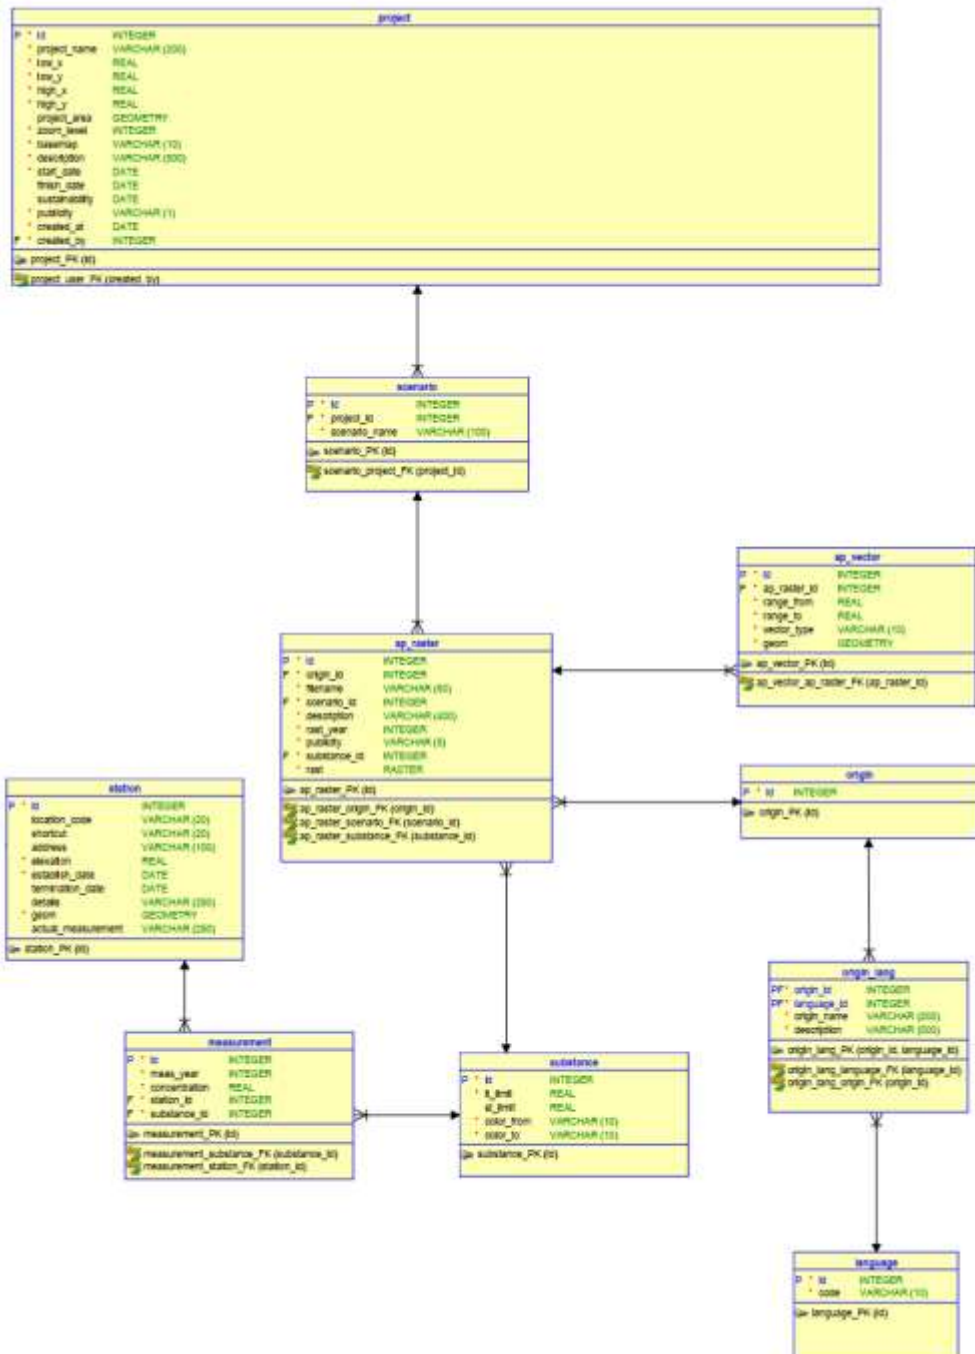 project
P * id INTEGER
* project_name VARCHAR (200)
* low_x REAL
* low_y REAL
* high_x REAL
* high_y REAL
project_area GEOMETRY
* zoom_level INTEGER
* basemap VARCHAR (10)
* description VARCHAR (500)
* start_date DATE
finish_date DATE
sustainability DATE
* publicity VARCHAR (1)
* created_at DATE
F * created_by INTEGER
project_PK (id)
project_user_FK (created_by)
scenario
P * id INTEGER
F * project_id INTEGER
* scenario_name VARCHAR (100)
scenario_PK (id)
scenario_project_FK (project_id)
ap_vector
P * id INTEGER
F * ap_raster_id INTEGER
* range_from REAL
* range_to REAL
* vector_type VARCHAR (10)
* geom GEOMETRY
ap_vector_PK (id)
ap_vector_ap_raster_FK (ap_raster_id)
ap_raster
P * id INTEGER
F * origin_id INTEGER
* filename VARCHAR
F * scenario_id INTEGER
* description VARCHAR
* rast_year INTEGER
* publicity VARCHAR
F * substance_id INTEGER
* rast RASTER
ap_raster_PK (id)
ap_raster_origin_FK (origin_id)
ap_raster_scenario_FK (scenario_id)
ap_raster_substance_FK (substance_id)
station
P * id INTEGER
location_code VARCHAR (20)
shortcut VARCHAR (20)
address VARCHAR (100)
* elevation REAL
* establish_date DATE
termination_date DATE
details VARCHAR
* geom GEOMETRY
actual_measurement VARCHAR
station_PK (id)
origin
P * id INTEGER
origin_PK (id)
origin_lang
PF* origin_id INTEGER
PF* language_id INTEGER
* origin_name VARCHAR
* description VARCHAR
origin_lang_PK (origin_id, language_id)
origin_lang_language_FK (language_id)
origin_lang_origin_FK (origin_id)
measurement
P * id INTEGER
* meas_year INTEGER
* concentration REAL
F * station_id INTEGER
F * substance_id INTEGER
measurement_PK (id)
measurement_substance_FK (substance_id)
measurement_station_FK (station_id)
substance
P * id INTEGER
REAL
REAL
* color_from VARCHAR (10)
* color_to VARCHAR (10)
substance_PK (id)
language
P * id INTEGER
* code VARCHAR (10)
language_PK (id)